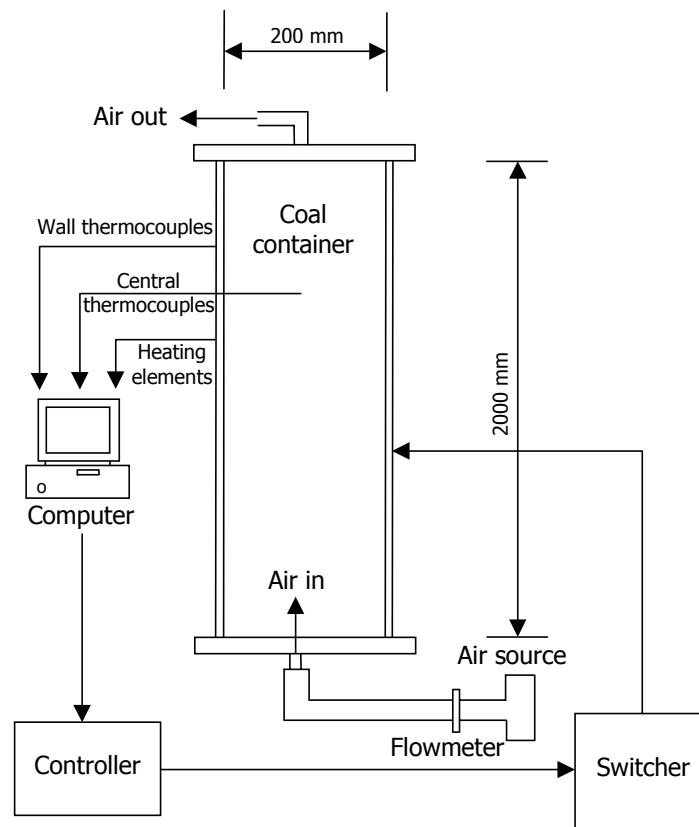 200 mm
Air out
Coal
container
Wall thermocouples
Central
thermocouples
Heating
elements
2000 mm
Computer
Air in
Air source
Flowmeter
Controller
Switcher